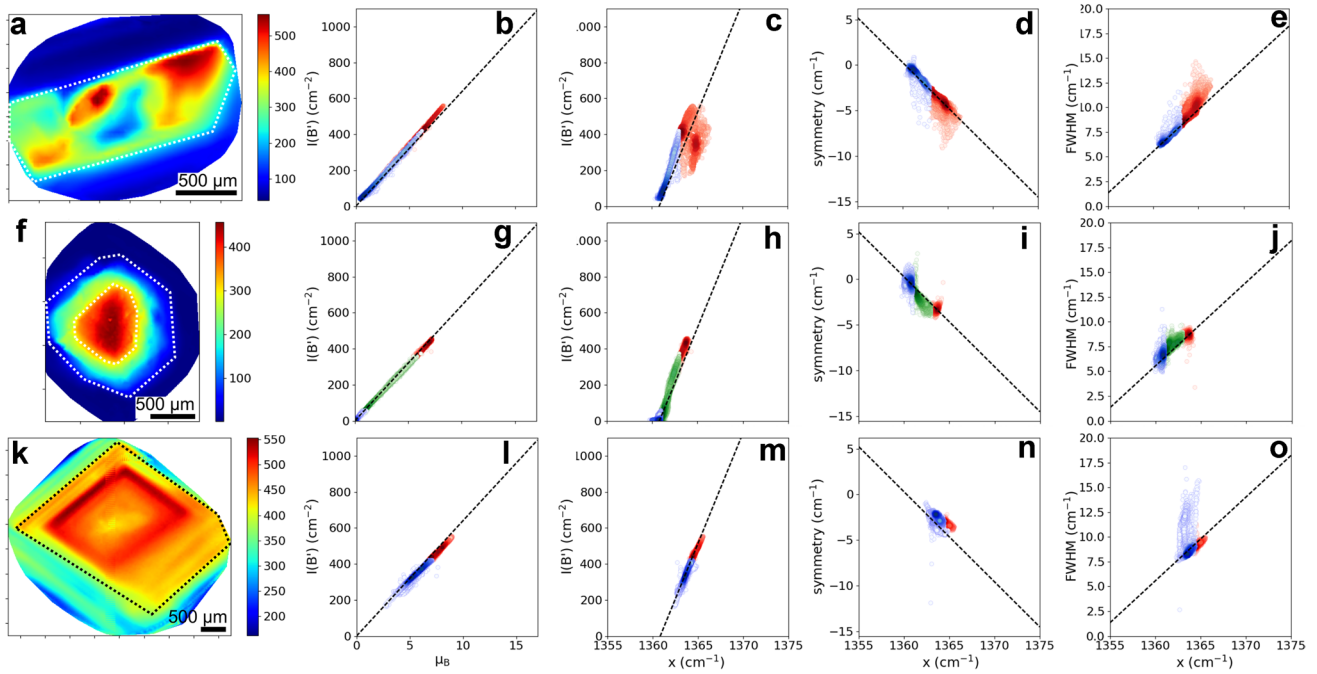 a
500
400
300
200
100
500 μm
b
I(B') (cm⁻²)
1000
800
600
400
200
0
c
I(B') (cm⁻²)
1000
800
600
400
200
0
d
symmetry (cm⁻¹)
5
0
−5
−10
−15
e
FWHM (cm⁻¹)
20.0
17.5
15.0
12.5
10.0
7.5
5.0
2.5
0.0
f
400
300
200
100
500 μm
g
I(B') (cm⁻²)
1000
800
600
400
200
0
h
I(B') (cm⁻²)
1000
800
600
400
200
0
i
symmetry (cm⁻¹)
5
0
−5
−10
−15
j
FWHM (cm⁻¹)
20.0
17.5
15.0
12.5
10.0
7.5
5.0
2.5
0.0
k
550
500
450
400
350
300
250
200
500 μm
l
I(B') (cm⁻²)
1000
800
600
400
200
0
0 5 10 15
μB
m
I(B') (cm⁻²)
1000
800
600
400
200
0
1355 1360 1365 1370 1375
x (cm⁻¹)
n
symmetry (cm⁻¹)
5
0
−5
−10
−15
1355 1360 1365 1370 1375
x (cm⁻¹)
o
FWHM (cm⁻¹)
20.0
17.5
15.0
12.5
10.0
7.5
5.0
2.5
0.0
1355 1360 1365 1370 1375
x (cm⁻¹)